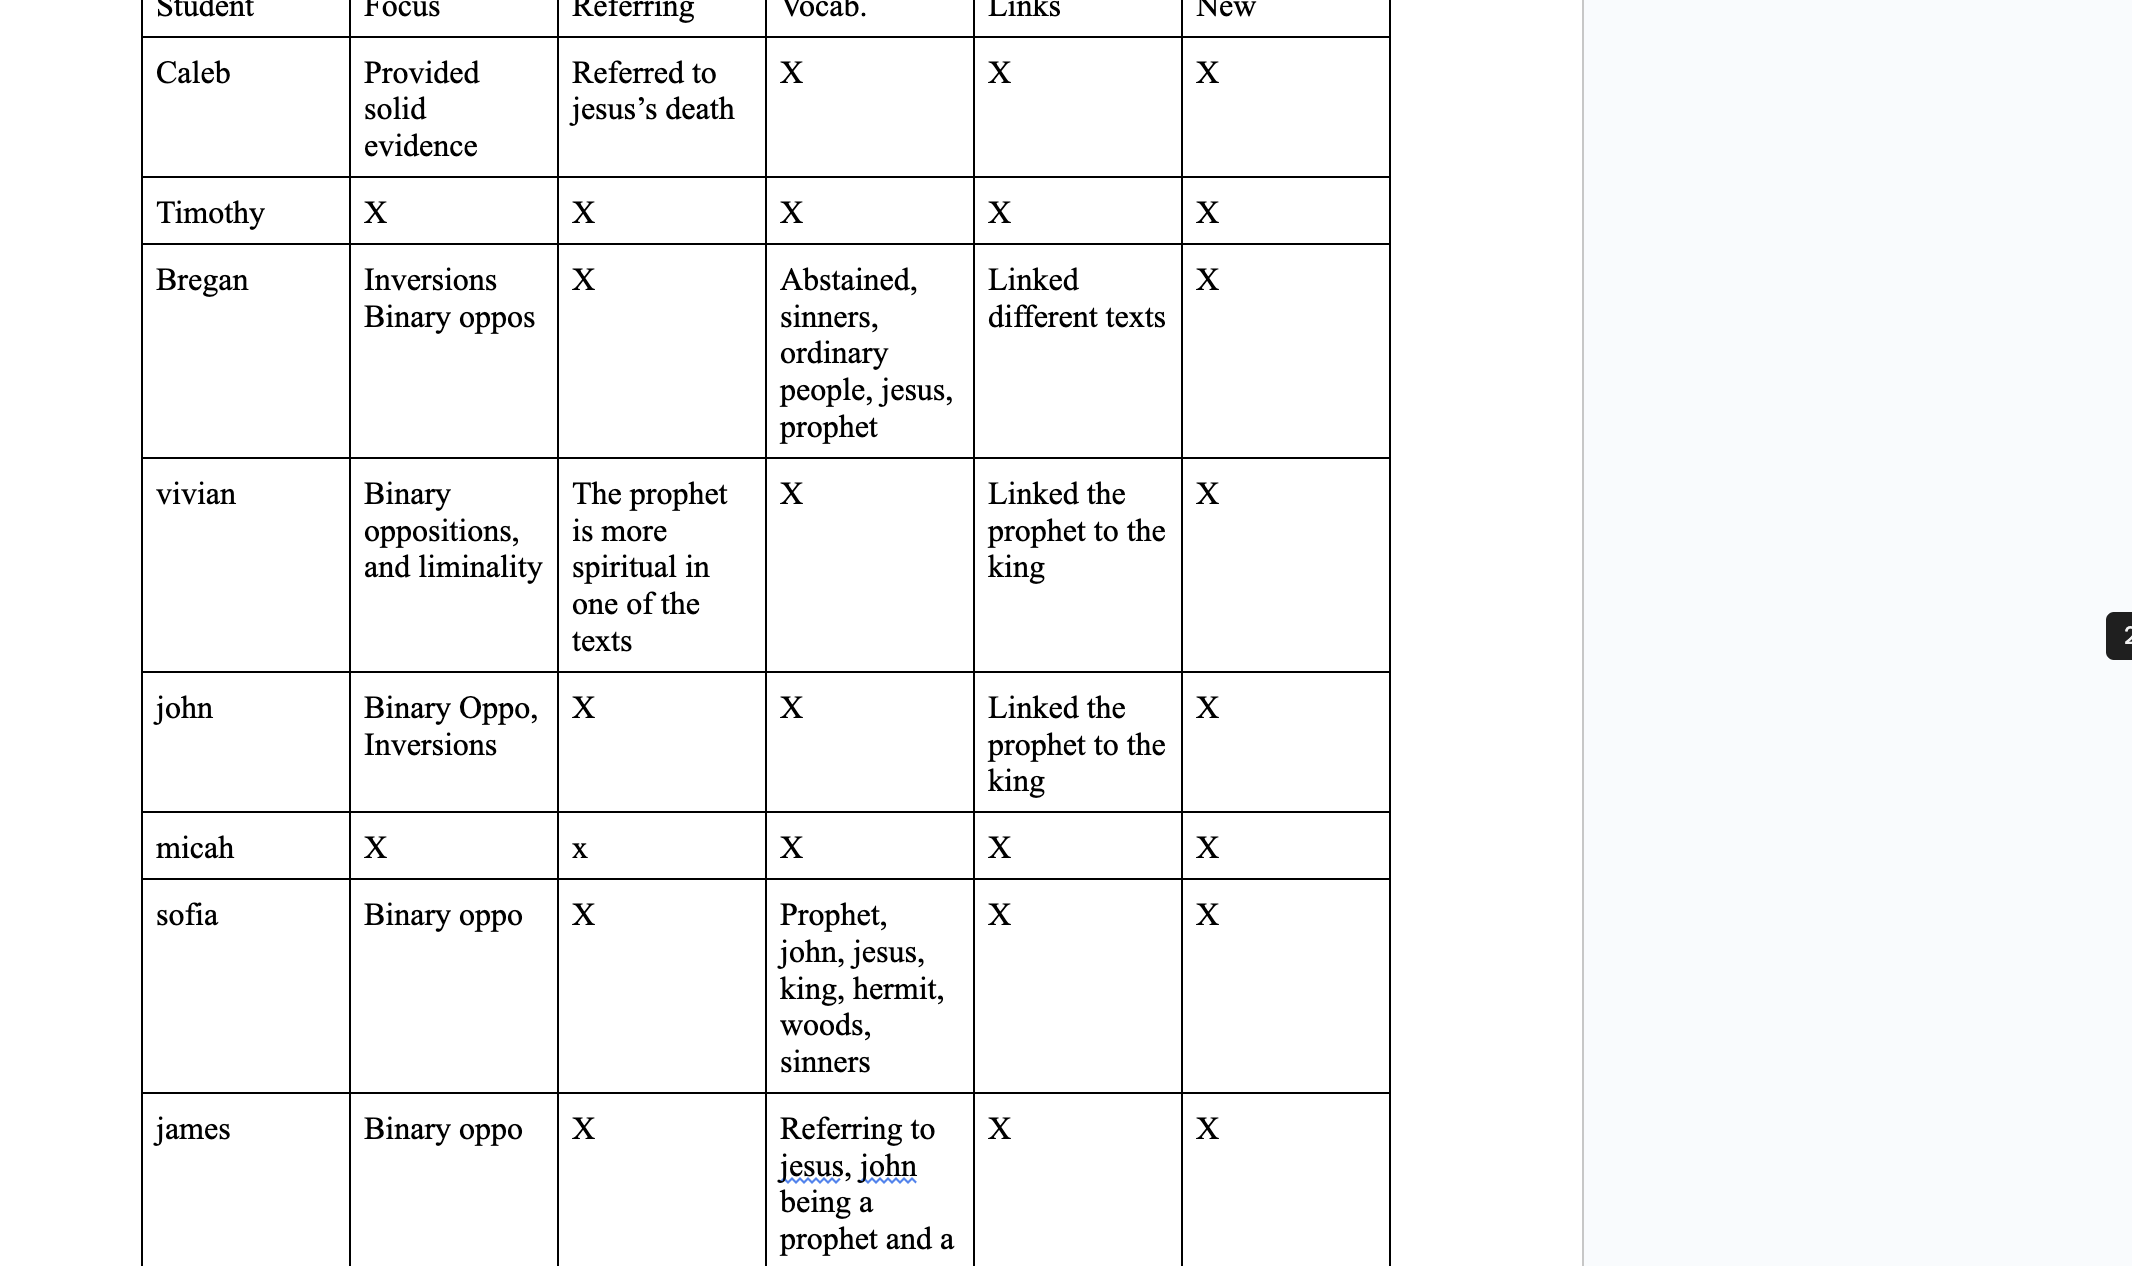 Student Focus Referring Vocab. Links New
Caleb Provided Referred to X X X
solid jesus’s death
evidence
Timothy X X X X X
Bregan Inversions X Abstained, Linked X
Binary oppos sinners, different texts
ordinary
people, jesus,
prophet
vivian Binary The prophet X Linked the X
oppositions, is more prophet to the
and liminality spiritual in king
one of the
texts
john Binary Oppo, X X Linked the X
Inversions prophet to the
king
micah X x X X X
sofia Binary oppo X Prophet, X X
john, jesus,
king, hermit,
woods,
sinners
james Binary oppo X Referring to X X
jesus, john
being a
prophet and a
2